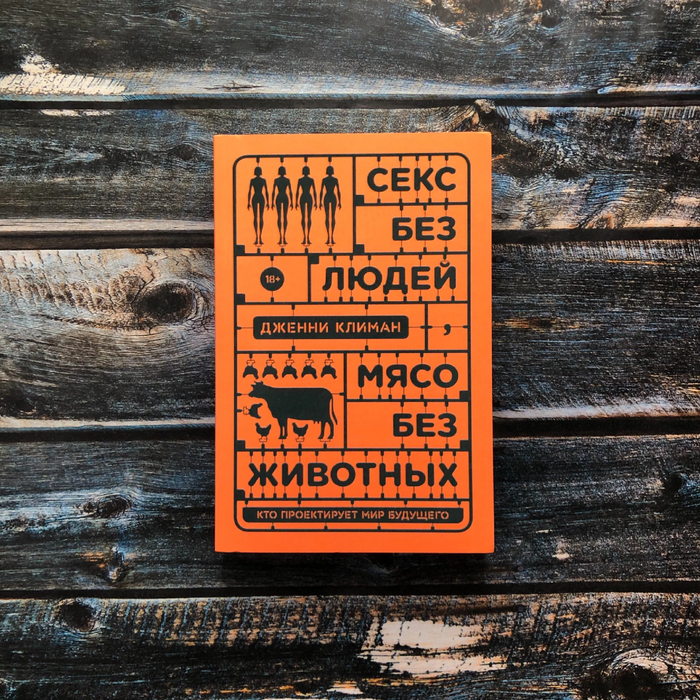 СЕКС
БЕЗ
18+
ЛЮДЕЙ
ДЖЕННИ КЛИМАН ,
МЯСО
БЕЗ
ЖИВОТНЫХ
КТО ПРОЕКТИРУЕТ МИР БУДУЩЕГО